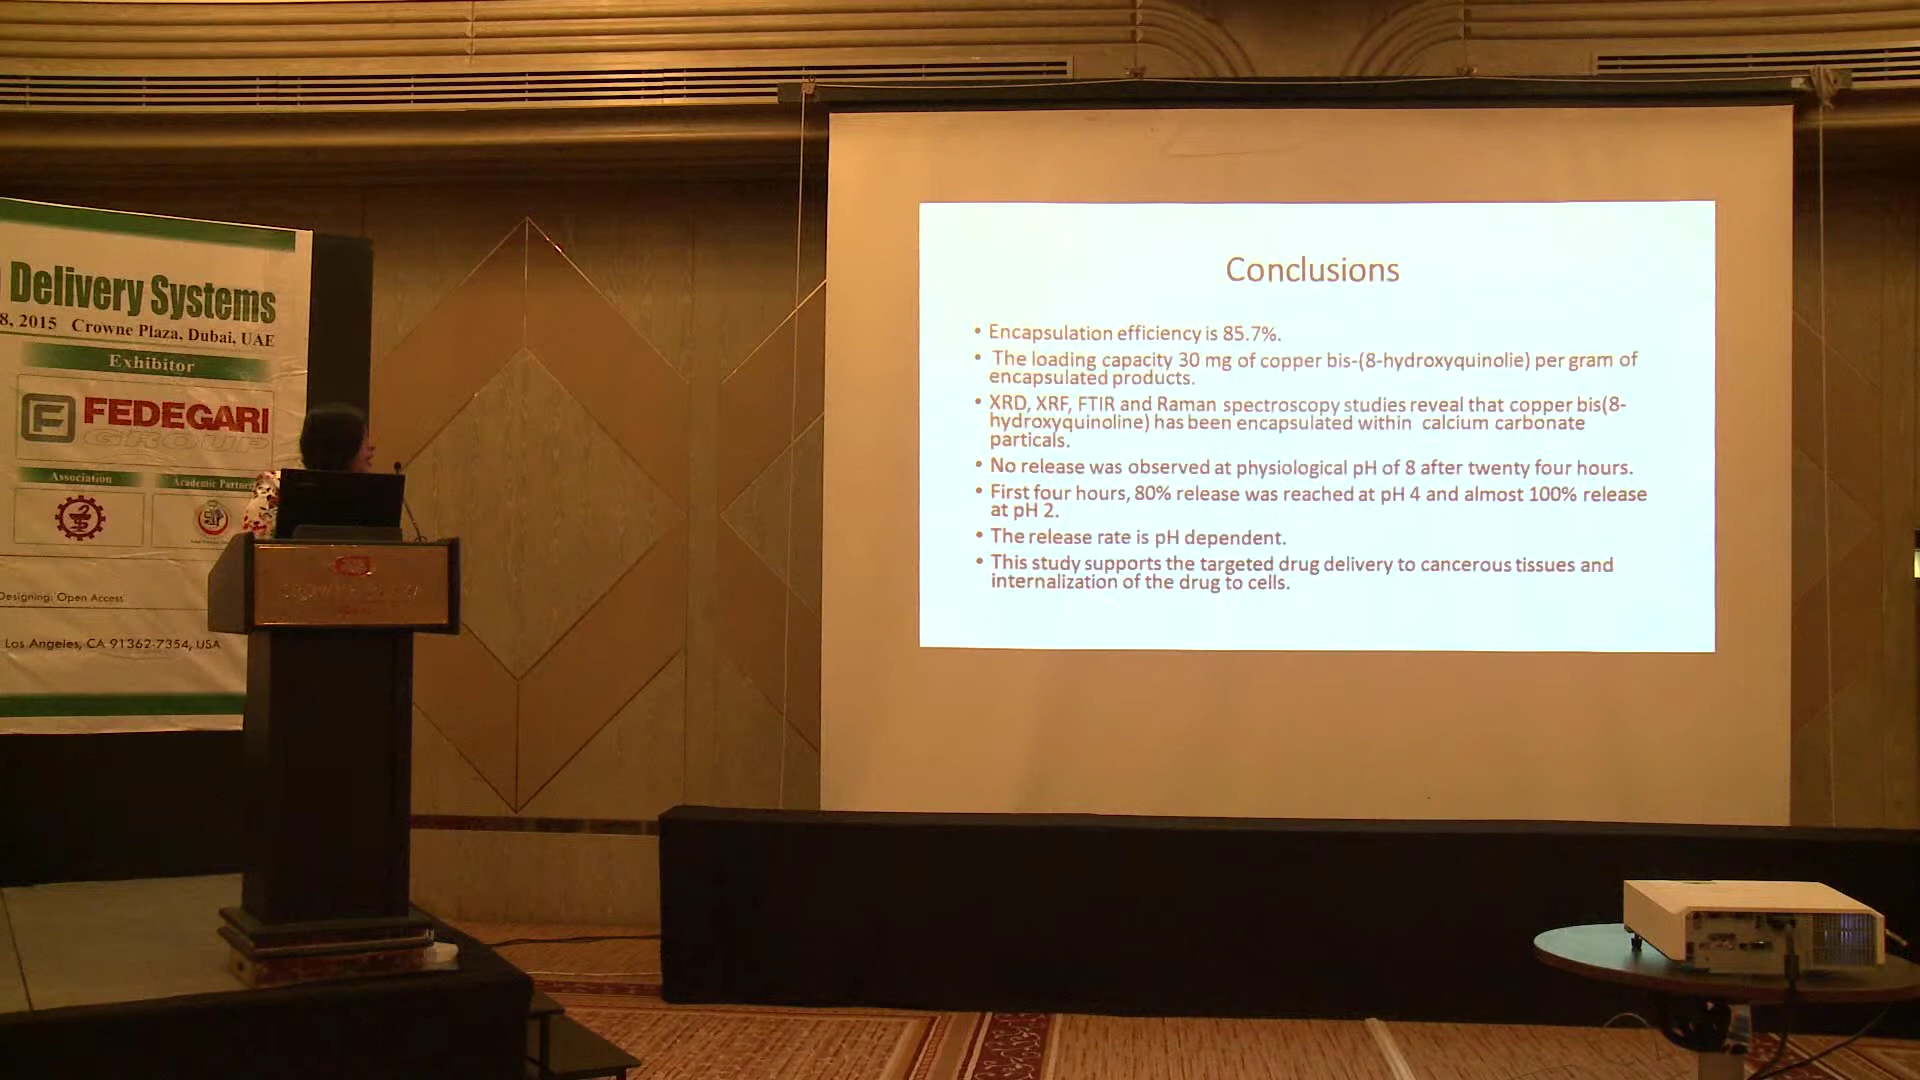 Delivery Systems
8, 2015 Crowne Plaza, Dubai, UAE
Exhibitor
FEDEGARI
GROUP
Association
Academic Partner
Designing: Open Access
Los Angeles, CA 91362-7354, USA
Conclusions
• Encapsulation efficiency is 85.7%.
• The loading capacity 30 mg of copper bis-(8-hydroxyquinolie) per gram of
encapsulated products.
• XRD, XRF, FTIR and Raman spectroscopy studies reveal that copper bis(8-
hydroxyquinoline) has been encapsulated within calcium carbonate
particals.
• No release was observed at physiological pH of 8 after twenty four hours.
• First four hours, 80% release was reached at pH 4 and almost 100% release
at pH 2.
• The release rate is pH dependent.
• This study supports the targeted drug delivery to cancerous tissues and
internalization of the drug to cells.